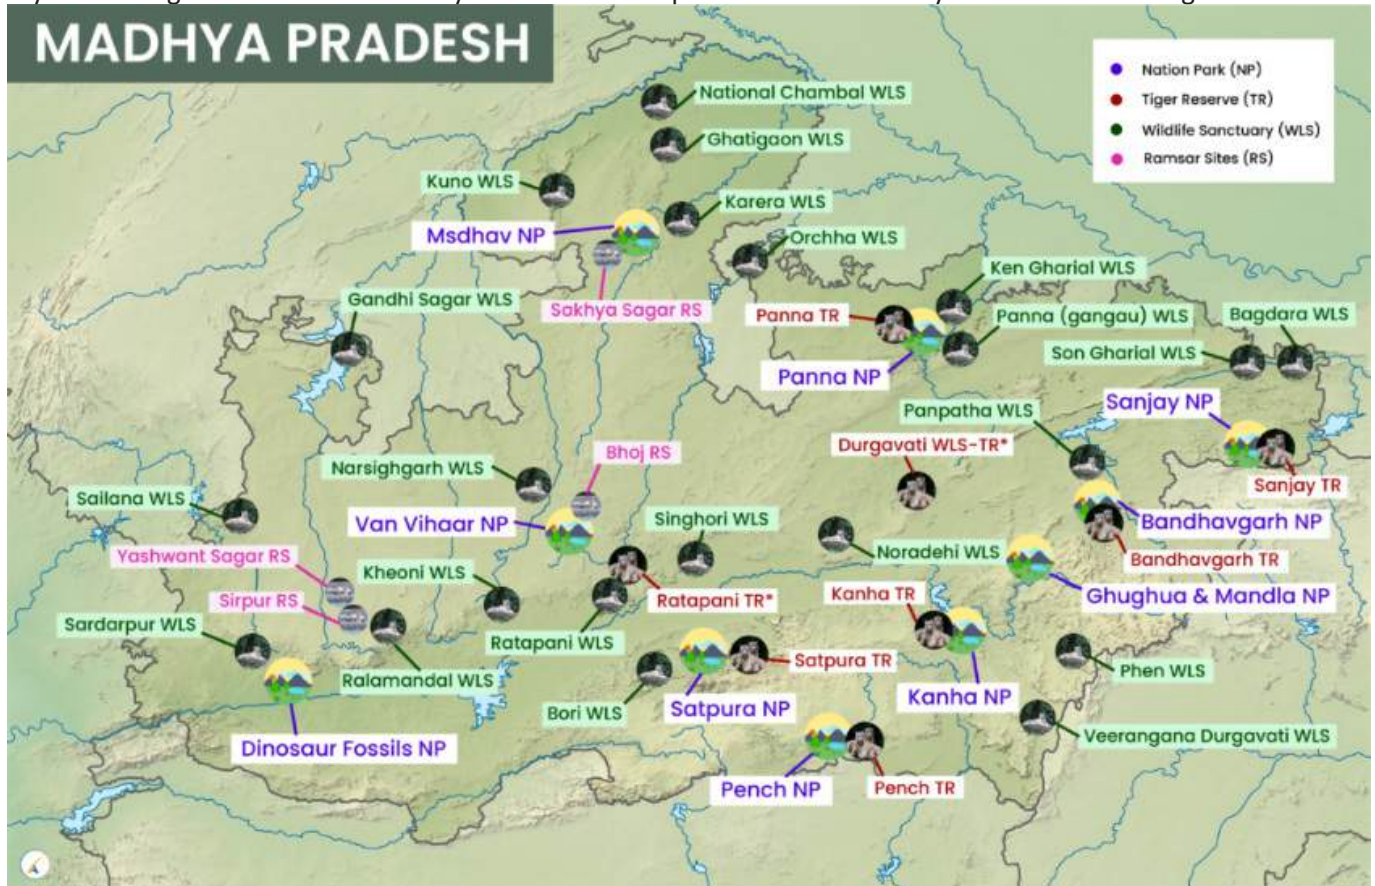 MADHYA PRADESH
Nation Park (NP)
Tiger Reserve (TR)
Wildlife Sanctuary (WLS)
Ramsar Sites (RS)
National Chambal WLS
Ghatigaon WLS
Kuno WLS
Karera WLS
Msdhav NP
Orchha WLS
Ken Gharial WLS
Gandhi Sagar WLS
Sakhya Sagar RS
Panna TR
Panna (gangau) WLS
Bagdara WLS
Son Gharial WLS
Panna NP
Sanjay NP
Panpatha WLS
Durgavati WLS-TR*
Bhoj RS
Narsighgarh WLS
Sanjay TR
Sailana WLS
Van Vihaar NP
Singhori WLS
Bandhavgarh NP
Yashwant Sagar RS
Noradehi WLS
Bandhavgarh TR
Kheoni WLS
Kanha TR
Ghughua & Mandla NP
Sirpur RS
Ratapani TR*
Sardarpur WLS
Ratapani WLS
Satpura TR
Phen WLS
Ralamandal WLS
Kanha NP
Bori WLS
Satpura NP
Veerangana Durgavati WLS
Dinosaur Fossils NP
Pench NP
Pench TR